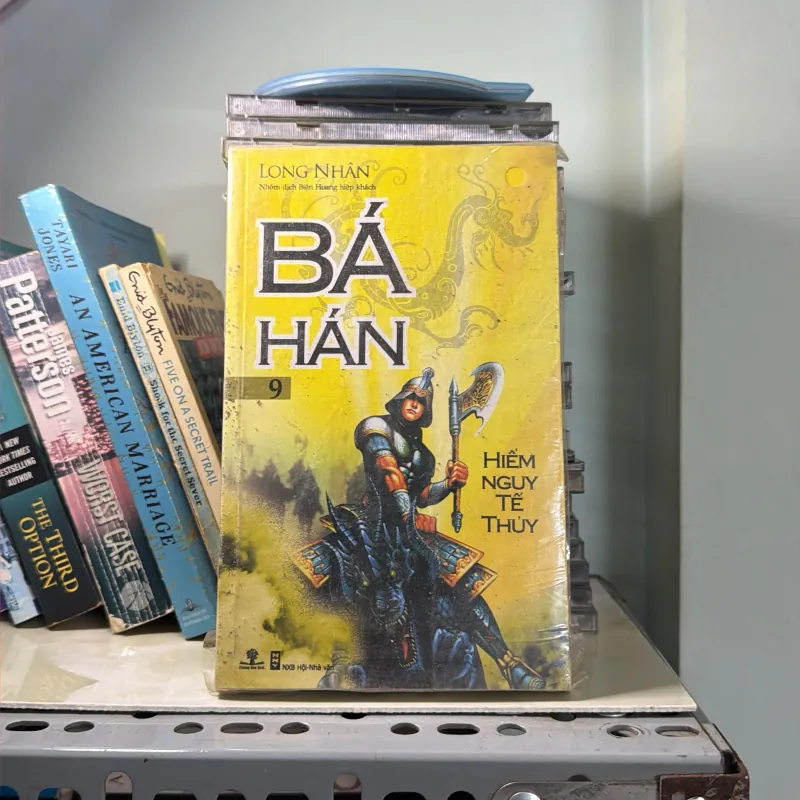 LONG NHÂN
Nhóm dịch Biên Hoang hiệp khách
BÁ
HÁN
9
HIỂM
NGUY
TẾ
THỦY
NXB Hội Nhà văn
TAYARI
JONES
AN AMERICAN MARRIAGE
James
Patterson
WORST CASE
Enid Blyton
Shock for the Secret Seven
Enid Blyton
FIVE ON A SECRET TRAIL
FAMOUS
NEW
YORK TIMES
BESTSELLING
AUTHOR
THE THIRD
OPTION